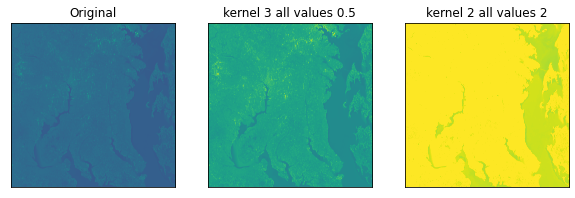 Original
kernel 3 all values 0.5
kernel 2 all values 2